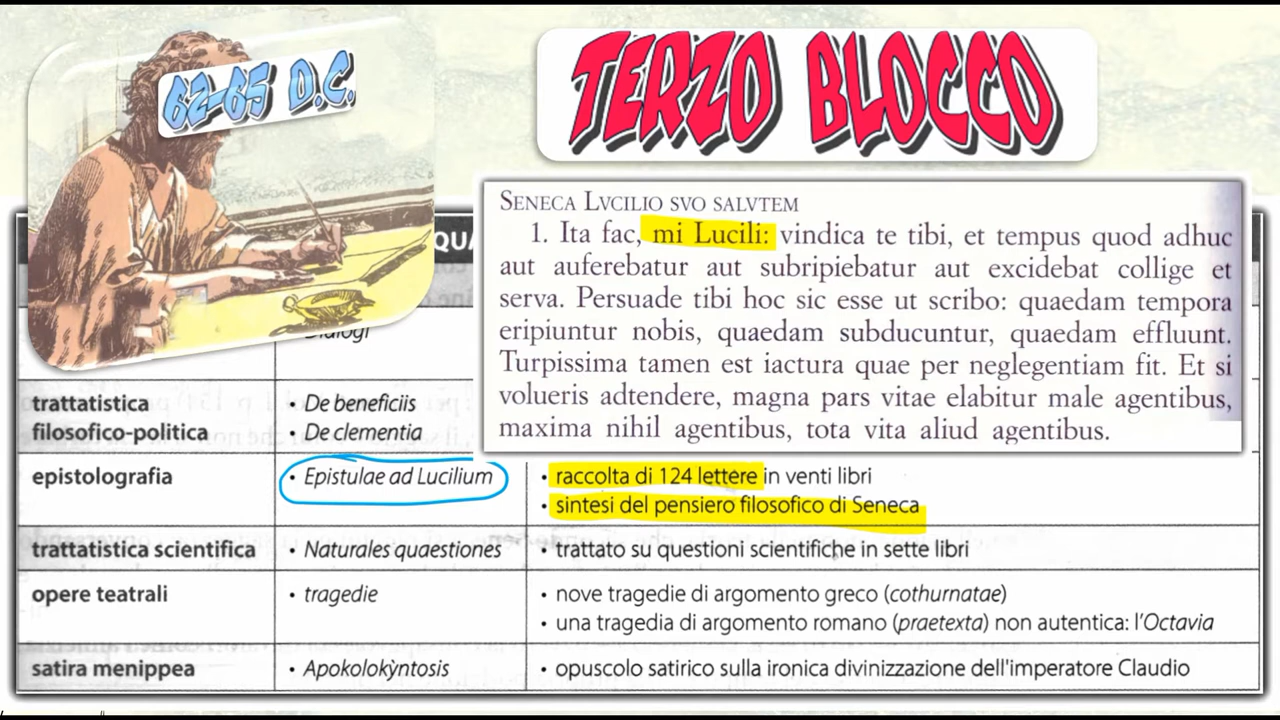 62-65 D.C.
TERZO BLOCCO
SENECA LVCILIO SVO SALVTEM
1. Ita fac, mi Lucili: vindica te tibi, et tempus quod adhuc
aut auferebatur aut subripiebatur aut excidebat collige et
serva. Persuade tibi hoc sic esse ut scribo: quaedam tempora
eripiuntur nobis, quaedam subducuntur, quaedam effluunt.
Turpissima tamen est iactura quae per neglegentiam fit. Et si
volueris adtendere, magna pars vitae elabitur male agentibus,
maxima nihil agentibus, tota vita aliud agentibus.
QUA
• Dialogi
trattatistica
filosofico-politica
• De beneficiis
• De clementia
epistolografia
• Epistulae ad Lucilium
• raccolta di 124 lettere in venti libri
• sintesi del pensiero filosofico di Seneca
trattatistica scientifica
• Naturales quaestiones
• trattato su questioni scientifiche in sette libri
opere teatrali
• tragedie
• nove tragedie di argomento greco (cothurnatae)
• una tragedia di argomento romano (praetexta) non autentica: l'Octavia
satira menippea
• Apokolokỳntosis
• opuscolo satirico sulla ironica divinizzazione dell'imperatore Claudio